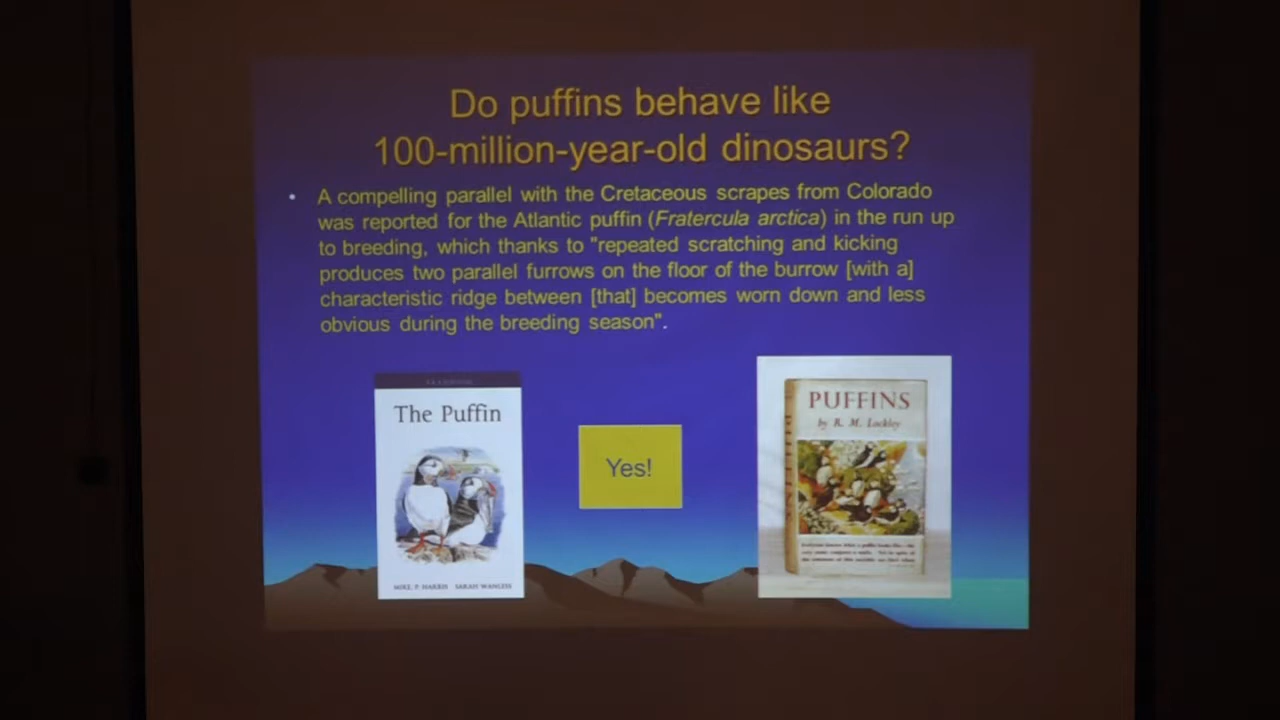 Do puffins behave like
100-million-year-old dinosaurs?
• A compelling parallel with the Cretaceous scrapes from Colorado
was reported for the Atlantic puffin (Fratercula arctica) in the run up
to breeding, which thanks to "repeated scratching and kicking
produces two parallel furrows on the floor of the burrow [with a]
characteristic ridge between [that] becomes worn down and less
obvious during the breeding season".
The Puffin
MIKE P. HARRIS SARAH WANLESS
Yes!
PUFFINS
by R. M. Lockley